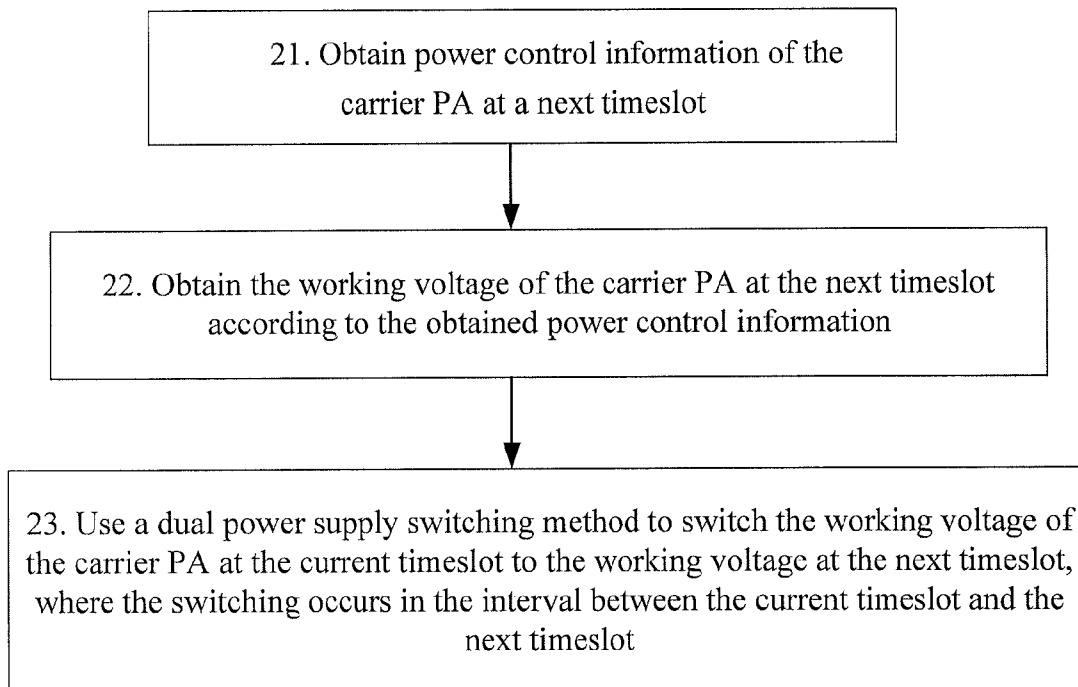 21. Obtain power control information of the
carrier PA at a next timeslot
22. Obtain the working voltage of the carrier PA at the next timeslot
according to the obtained power control information
23. Use a dual power supply switching method to switch the working voltage of
the carrier PA at the current timeslot to the working voltage at the next timeslot,
where the switching occurs in the interval between the current timeslot and the
next timeslot